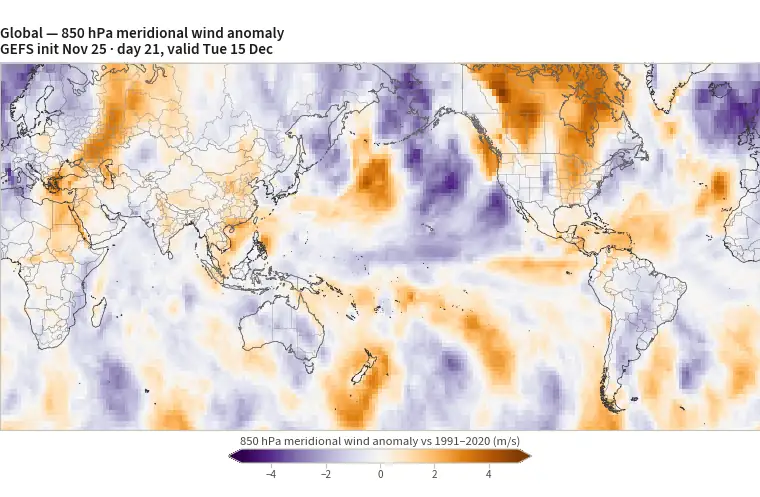 Global — 850 hPa meridional wind anomaly
GEFS init Nov 25 · day 21, valid Tue 15 Dec
850 hPa meridional wind anomaly vs 1991–2020 (m/s)
−4 −2 0 2 4